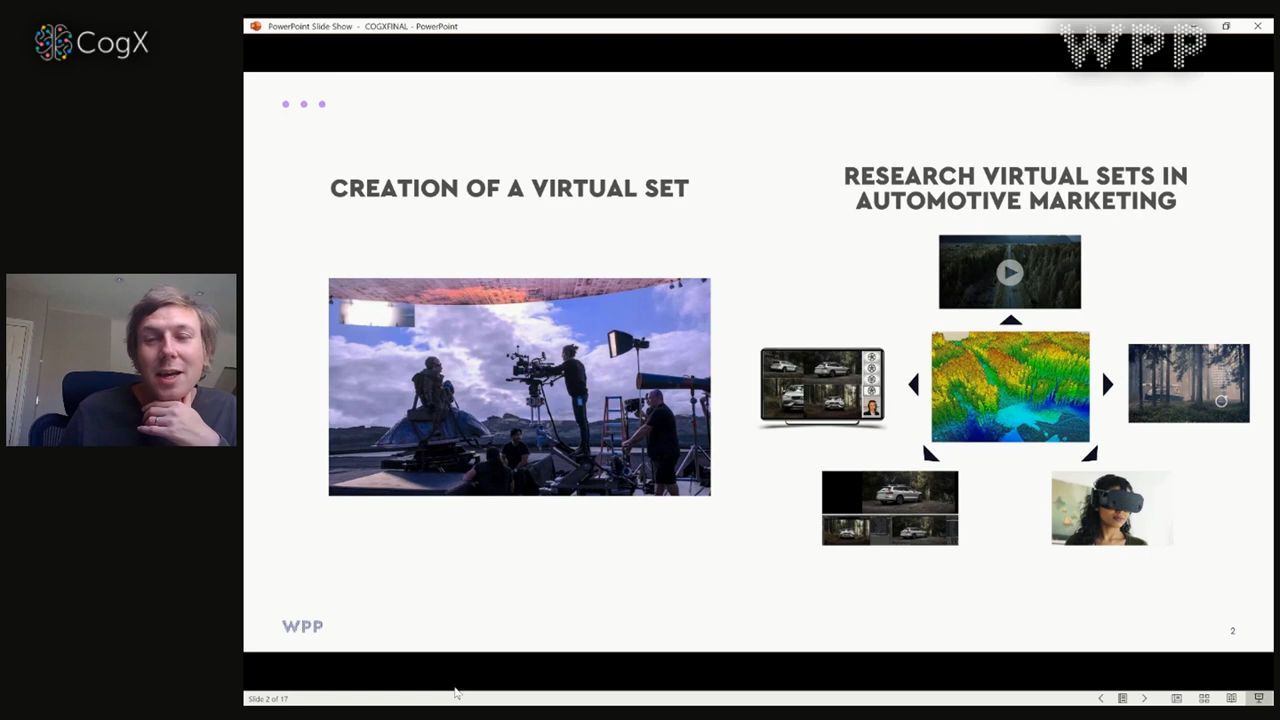 CogX
PowerPoint Slide Show - COGXFINAL - PowerPoint
WPP
CREATION OF A VIRTUAL SET
RESEARCH VIRTUAL SETS IN
AUTOMOTIVE MARKETING
WPP
2
Slide 2 of 17